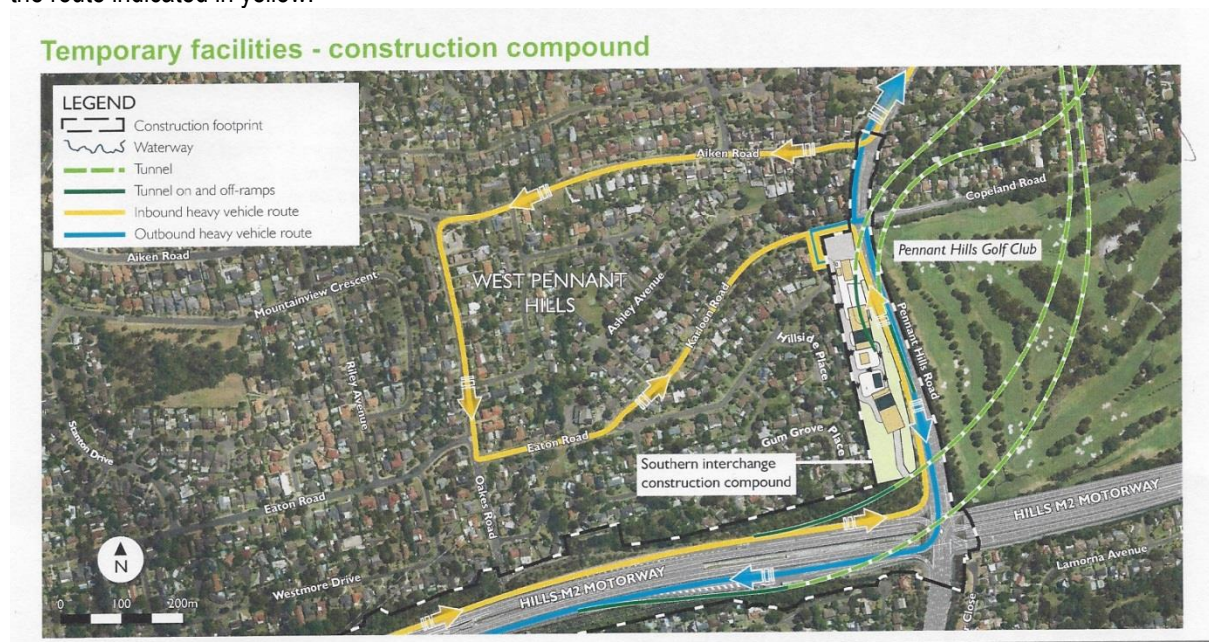 the route indicated in yellow.
Temporary facilities - construction compound
LEGEND
Construction footprint
Waterway
Tunnel
Tunnel on and off-ramps
Inbound heavy vehicle route
Outbound heavy vehicle route
Aiken Road
Copeland Road
Aiken Road
Pennant Hills Golf Club
WEST PENNANT
HILLS
Mountainview Crescent
Ashley Avenue
Karloon Road
Pennant Hills Road
Hillside Place
Riley Avenue
Stanton Drive
Gum Grove Place
Eaton Road
Southern interchange
construction compound
Oakes Road
Eaton Road
HILLS M2 MOTORWAY
Lamorna Avenue
N
Westmore Drive
HILLS M2 MOTORWAY
0 100 200m
Close